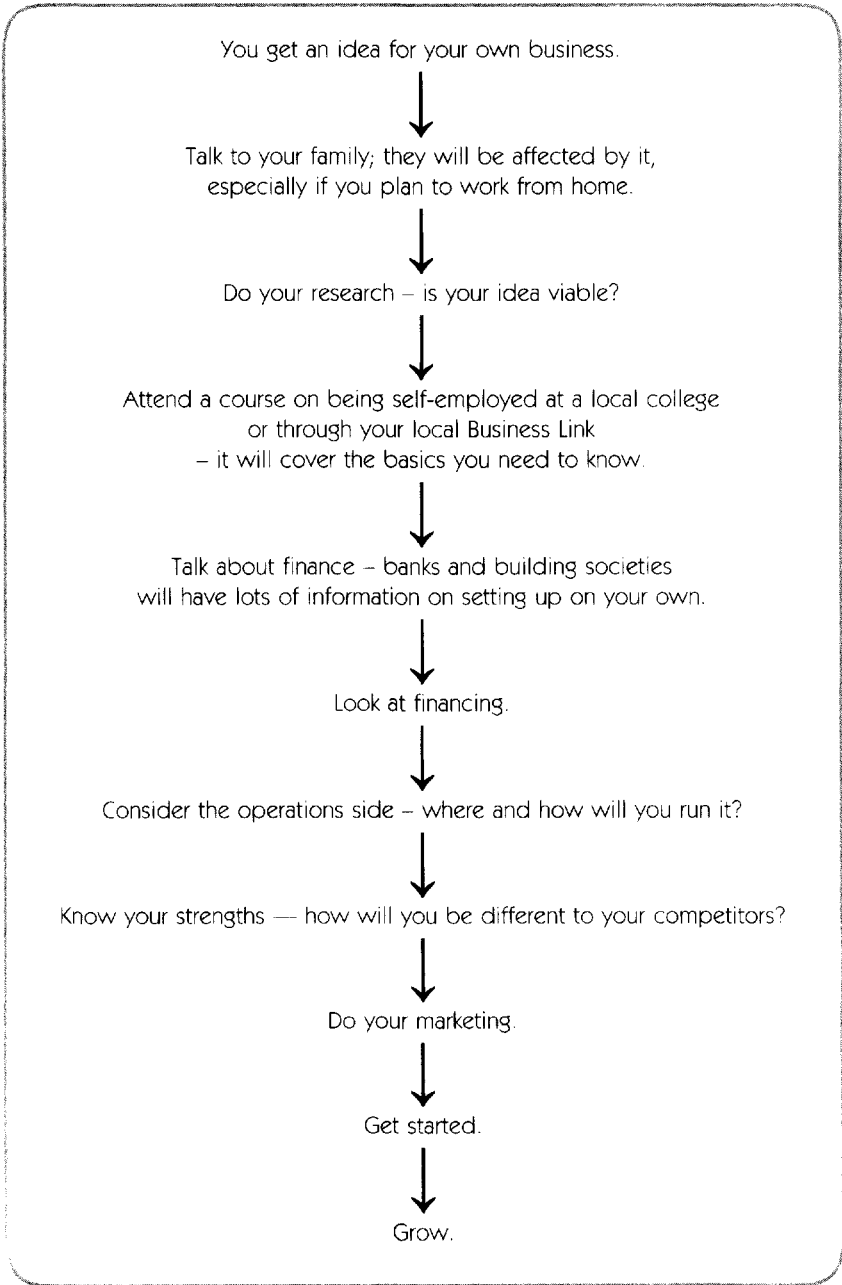 You get an idea for your own business.
Talk to your family; they will be affected by it,
especially if you plan to work from home.
Do your research – is your idea viable?
Attend a course on being self-employed at a local college
or through your local Business Link
– it will cover the basics you need to know.
Talk about finance – banks and building societies
will have lots of information on setting up on your own.
Look at financing.
Consider the operations side – where and how will you run it?
Know your strengths — how will you be different to your competitors?
Do your marketing.
Get started.
Grow.